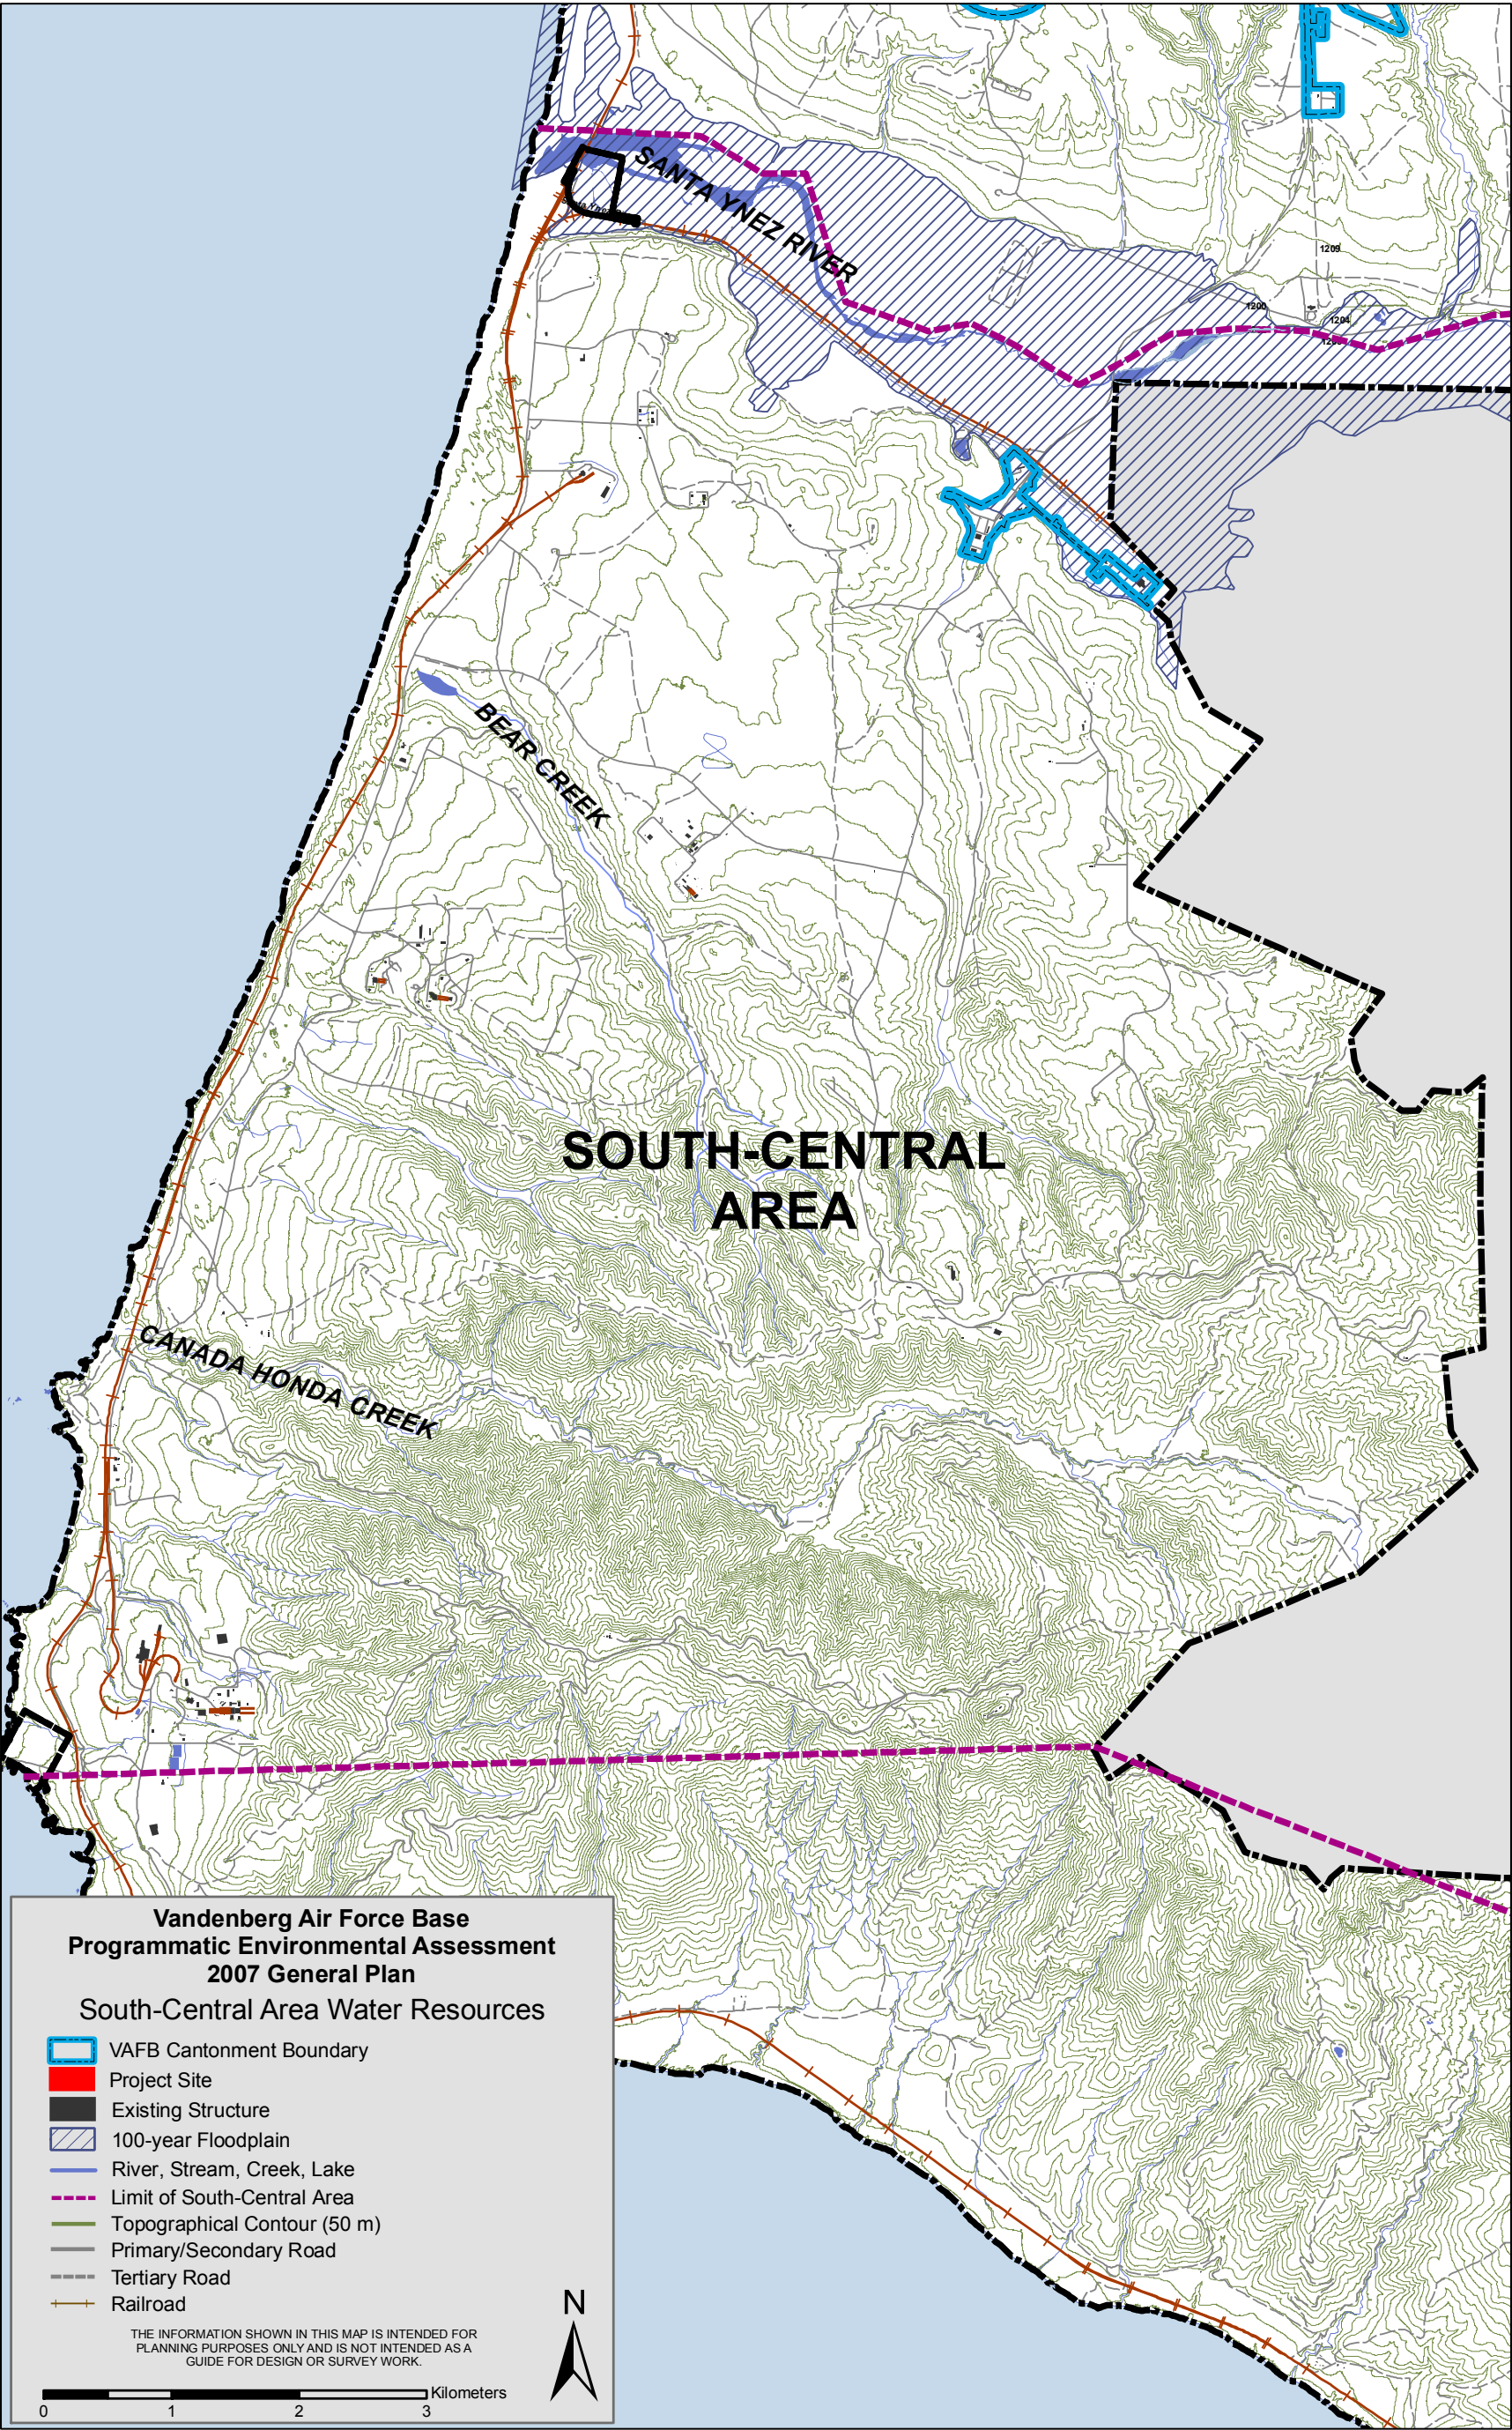 SANTA YNEZ RIVER
1209
1200
1204
BEAR CREEK
SOUTH-CENTRAL
AREA
CANADA HONDA CREEK
Vandenberg Air Force Base
Programmatic Environmental Assessment
2007 General Plan
South-Central Area Water Resources
VAFB Cantonment Boundary
Project Site
Existing Structure
100-year Floodplain
River, Stream, Creek, Lake
Limit of South-Central Area
Topographical Contour (50 m)
Primary/Secondary Road
Tertiary Road
Railroad
N
THE INFORMATION SHOWN IN THIS MAP IS INTENDED FOR
PLANNING PURPOSES ONLY AND IS NOT INTENDED AS A
GUIDE FOR DESIGN OR SURVEY WORK.
Kilometers
0 1 2 3